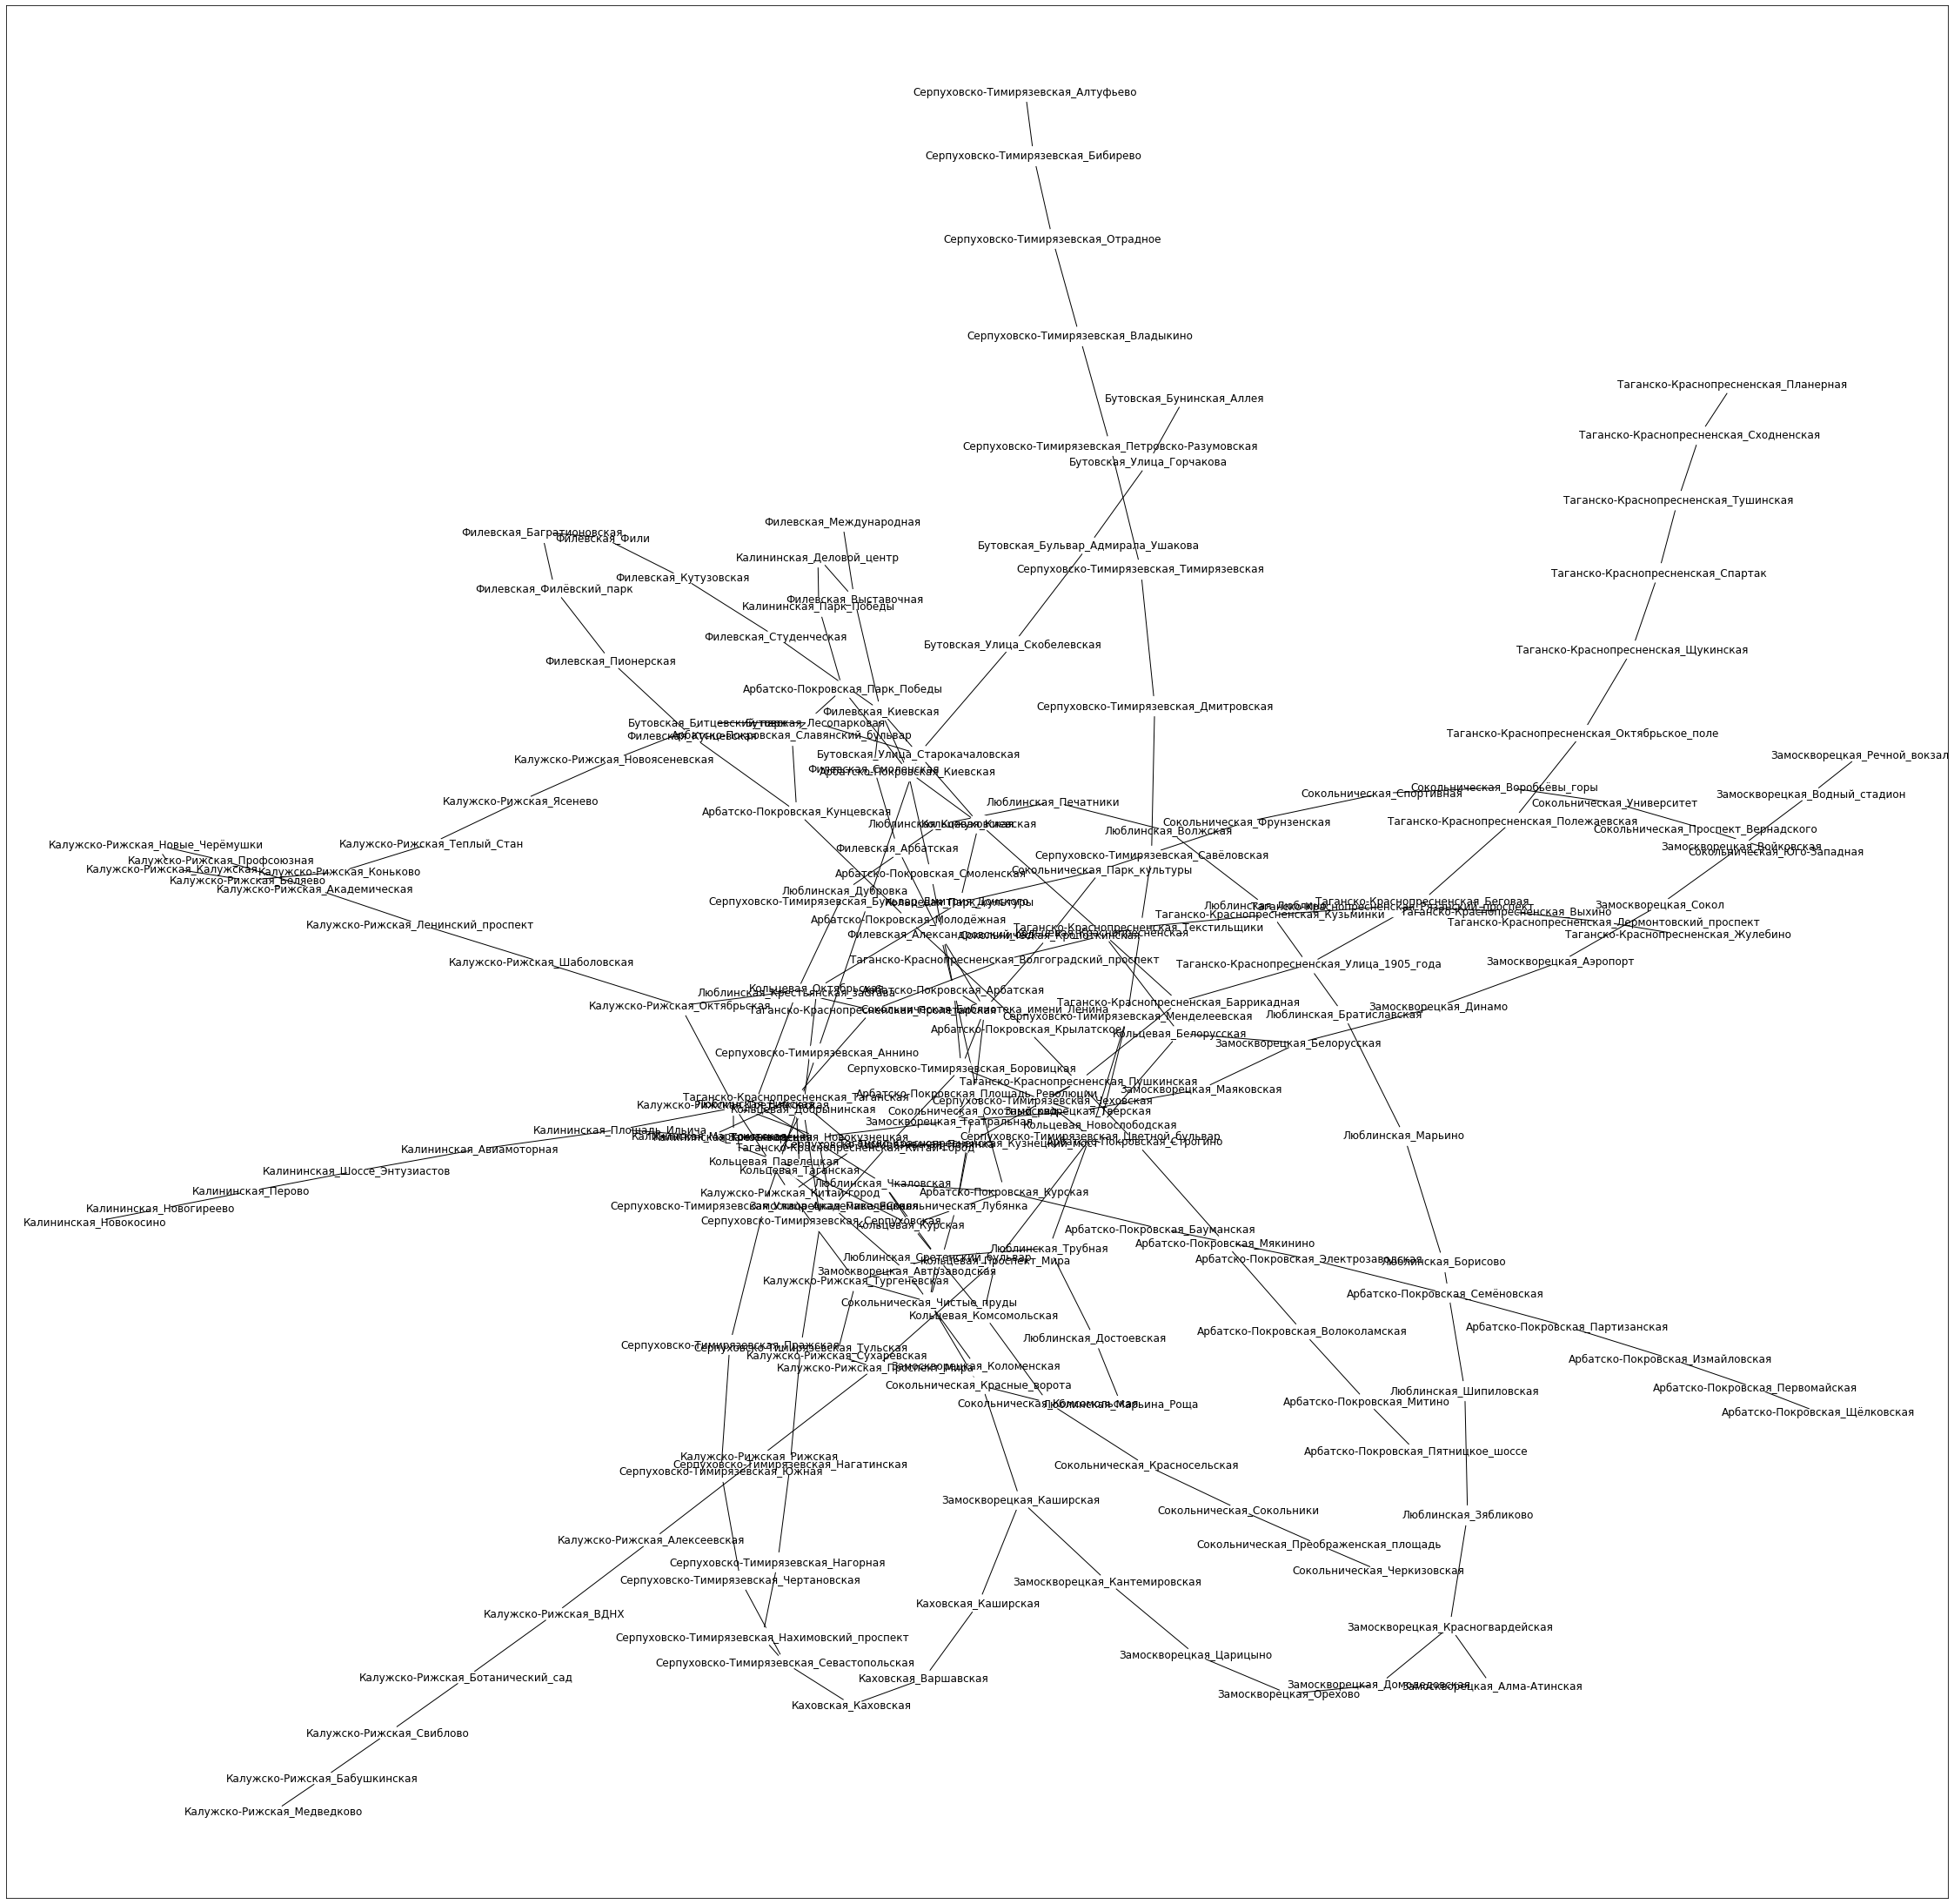 Серпуховско-Тимирязевская_Алтуфьево
Серпуховско-Тимирязевская_Бибирево
Серпуховско-Тимирязевская_Отрадное
Серпуховско-Тимирязевская_Владыкино
Таганско-Краснопресненская_Планерная
Бутовская_Бунинская_Аллея
Таганско-Краснопресненская_Сходненская
Серпуховско-Тимирязевская_Петровско-Разумовская
Бутовская_Улица_Горчакова
Таганско-Краснопресненская_Тушинская
Филевская_Международная
Филевская_Багратионовская
Филевская_Фили
Бутовская_Бульвар_Адмирала_Ушакова
Калининская_Деловой_центр
Серпуховско-Тимирязевская_Тимирязевская
Таганско-Краснопресненская_Спартак
Филевская_Кутузовская
Филевская_Филёвский_парк
Филевская_Выставочная
Калининская_Парк_Победы
Филевская_Студенческая
Бутовская_Улица_Скобелевская
Таганско-Краснопресненская_Щукинская
Филевская_Пионерская
Арбатско-Покровская_Парк_Победы
Серпуховско-Тимирязевская_Дмитровская
Филевская_Киевская
Бутовская_Битцевский_парк
Бутовская_Лесопарковая
Таганско-Краснопресненская_Октябрьское_поле
Филевская_Кунцевская
Арбатско-Покровская_Славянский_бульвар
Бутовская_Улица_Старокачаловская
Замоскворецкая_Речной_вокзал
Калужско-Рижская_Новоясеневская
Филевская_Смоленская
Арбатско-Покровская_Киевская
Сокольническая_Воробьёвы_горы
Сокольническая_Спортивная
Замоскворецкая_Водный_стадион
Калужско-Рижская_Ясенево
Люблинская_Печатники
Сокольническая_Университет
Арбатско-Покровская_Кунцевская
Таганско-Краснопресненская_Полежаевская
Сокольническая_Фрунзенская
Люблинская_Кожуховская
Кольцевая_Киевская
Люблинская_Волжская
Сокольническая_Проспект_Вернадского
Калужско-Рижская_Теплый_Стан
Калужско-Рижская_Новые_Черёмушки
Замоскворецкая_Войковская
Филевская_Арбатская
Сокольническая_Юго-Западная
Серпуховско-Тимирязевская_Савёловская
Калужско-Рижская_Профсоюзная
Калужско-Рижская_Калужская
Сокольническая_Парк_культуры
Калужско-Рижская_Коньково
Арбатско-Покровская_Смоленская
Калужско-Рижская_Беляево
Калужско-Рижская_Академическая
Люблинская_Дубровка
Серпуховско-Тимирязевская_Бульвар_Дмитрия_Донского
Кольцевая_Парк_культуры
Таганско-Краснопресненская_Беговая
Люблинская_Люблино
Таганско-Краснопресненская_Рязанский_проспект
Замоскворецкая_Сокол
Таганско-Краснопресненская_Выхино
Таганско-Краснопресненская_Кузьминки
Арбатско-Покровская_Молодёжная
Таганско-Краснопресненская_Лермонтовский_проспект
Калужско-Рижская_Ленинский_проспект
Таганско-Краснопресненская_Текстильщики
Филевская_Александровский_сад
Сокольническая_Кропоткинская
Кольцевая_Краснопресненская
Таганско-Краснопресненская_Жулебино
Таганско-Краснопресненская_Волгоградский_проспект
Калужско-Рижская_Шаболовская
Замоскворецкая_Аэропорт
Таганско-Краснопресненская_Улица_1905_года
Кольцевая_Октябрьская
Люблинская_Крестьянская_застава
Арбатско-Покровская_Арбатская
Таганско-Краснопресненская_Баррикадная
Калужско-Рижская_Октябрьская
Замоскворецкая_Динамо
Таганско-Краснопресненская_Пролетарская
Сокольническая_Библиотека_имени_Ленина
Люблинская_Братиславская
Серпуховско-Тимирязевская_Менделеевская
Арбатско-Покровская_Крылатское
Кольцевая_Белорусская
Замоскворецкая_Белорусская
Серпуховско-Тимирязевская_Аннино
Серпуховско-Тимирязевская_Боровицкая
Таганско-Краснопресненская_Пушкинская
Замоскворецкая_Маяковская
Арбатско-Покровская_Площадь_Революции
Таганско-Краснопресненская_Таганская
Серпуховско-Тимирязевская_Чеховская
Люблинская_Римская
Калужско-Рижская_Третьяковская
Кольцевая_Добрынинская
Сокольническая_Охотный_ряд
Замоскворецкая_Тверская
Замоскворецкая_Театральная
Кольцевая_Новослободская
Калининская_Площадь_Ильича
Калининская_Марксистская
Калининская_Третьяковская
Замоскворецкая_Новокузнецкая
Серпуховско-Тимирязевская_Цветной_бульвар
Люблинская_Марьино
Арбатско-Покровская_Строгино
Таганско-Краснопресненская_Кузнецкий_мост
Таганско-Краснопресненская_Китай-город
Калининская_Авиамоторная
Кольцевая_Павелецкая
Кольцевая_Таганская
Калининская_Шоссе_Энтузиастов
Люблинская_Чкаловская
Калининская_Перово
Калужско-Рижская_Китай-город
Арбатско-Покровская_Курская
Серпуховско-Тимирязевская_Улица_Академика_Янгеля
Замоскворецкая_Павелецкая
Сокольническая_Лубянка
Калининская_Новогиреево
Калининская_Новокосино
Серпуховско-Тимирязевская_Серпуховская
Кольцевая_Курская
Арбатско-Покровская_Бауманская
Арбатско-Покровская_Мякинино
Люблинская_Трубная
Люблинская_Сретенский_бульвар
Кольцевая_Проспект_Мира
Арбатско-Покровская_Электрозаводская
Люблинская_Борисово
Замоскворецкая_Автозаводская
Калужско-Рижская_Тургеневская
Арбатско-Покровская_Семёновская
Сокольническая_Чистые_пруды
Кольцевая_Комсомольская
Арбатско-Покровская_Партизанская
Арбатско-Покровская_Волоколамская
Люблинская_Достоевская
Серпуховско-Тимирязевская_Пражская
Серпуховско-Тимирязевская_Тульская
Калужско-Рижская_Сухаревская
Арбатско-Покровская_Измайловская
Замоскворецкая_Коломенская
Калужско-Рижская_Проспект_Мира
Сокольническая_Красные_ворота
Арбатско-Покровская_Первомайская
Люблинская_Шипиловская
Арбатско-Покровская_Митино
Сокольническая_Комсомольская
Люблинская_Марьина_Роща
Арбатско-Покровская_Щёлковская
Арбатско-Покровская_Пятницкое_шоссе
Калужско-Рижская_Рижская
Серпуховско-Тимирязевская_Нагатинская
Серпуховско-Тимирязевская_Южная
Сокольническая_Красносельская
Замоскворецкая_Каширская
Сокольническая_Сокольники
Люблинская_Зябликово
Калужско-Рижская_Алексеевская
Сокольническая_Преображенская_площадь
Серпуховско-Тимирязевская_Нагорная
Сокольническая_Черкизовская
Серпуховско-Тимирязевская_Чертановская
Замоскворецкая_Кантемировская
Каховская_Каширская
Калужско-Рижская_ВДНХ
Замоскворецкая_Красногвардейская
Серпуховско-Тимирязевская_Нахимовский_проспект
Замоскворецкая_Царицыно
Серпуховско-Тимирязевская_Севастопольская
Калужско-Рижская_Ботанический_сад
Каховская_Варшавская
Замоскворецкая_Домодедовская
Замоскворецкая_Алма-Атинская
Замоскворецкая_Орехово
Каховская_Каховская
Калужско-Рижская_Свиблово
Калужско-Рижская_Бабушкинская
Калужско-Рижская_Медведково